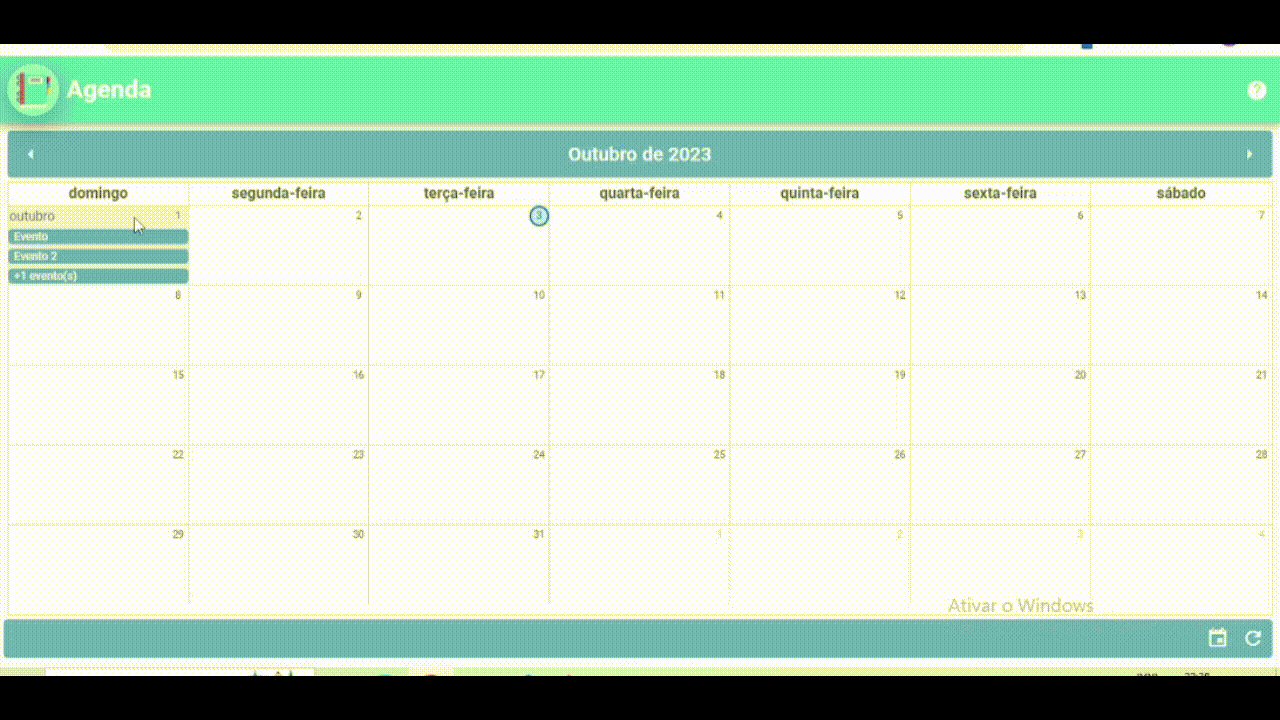 Agenda
?
Outubro de 2023
domingo segunda-feira terça-feira quarta-feira quinta-feira sexta-feira sábado
outubro 1 2 3 4 5 6 7
Evento
Evento 2
+1 evento(s)
8 9 10 11 12 13 14
15 16 17 18 19 20 21
22 23 24 25 26 27 28
29 30 31 1 2 3 4
Ativar o Windows